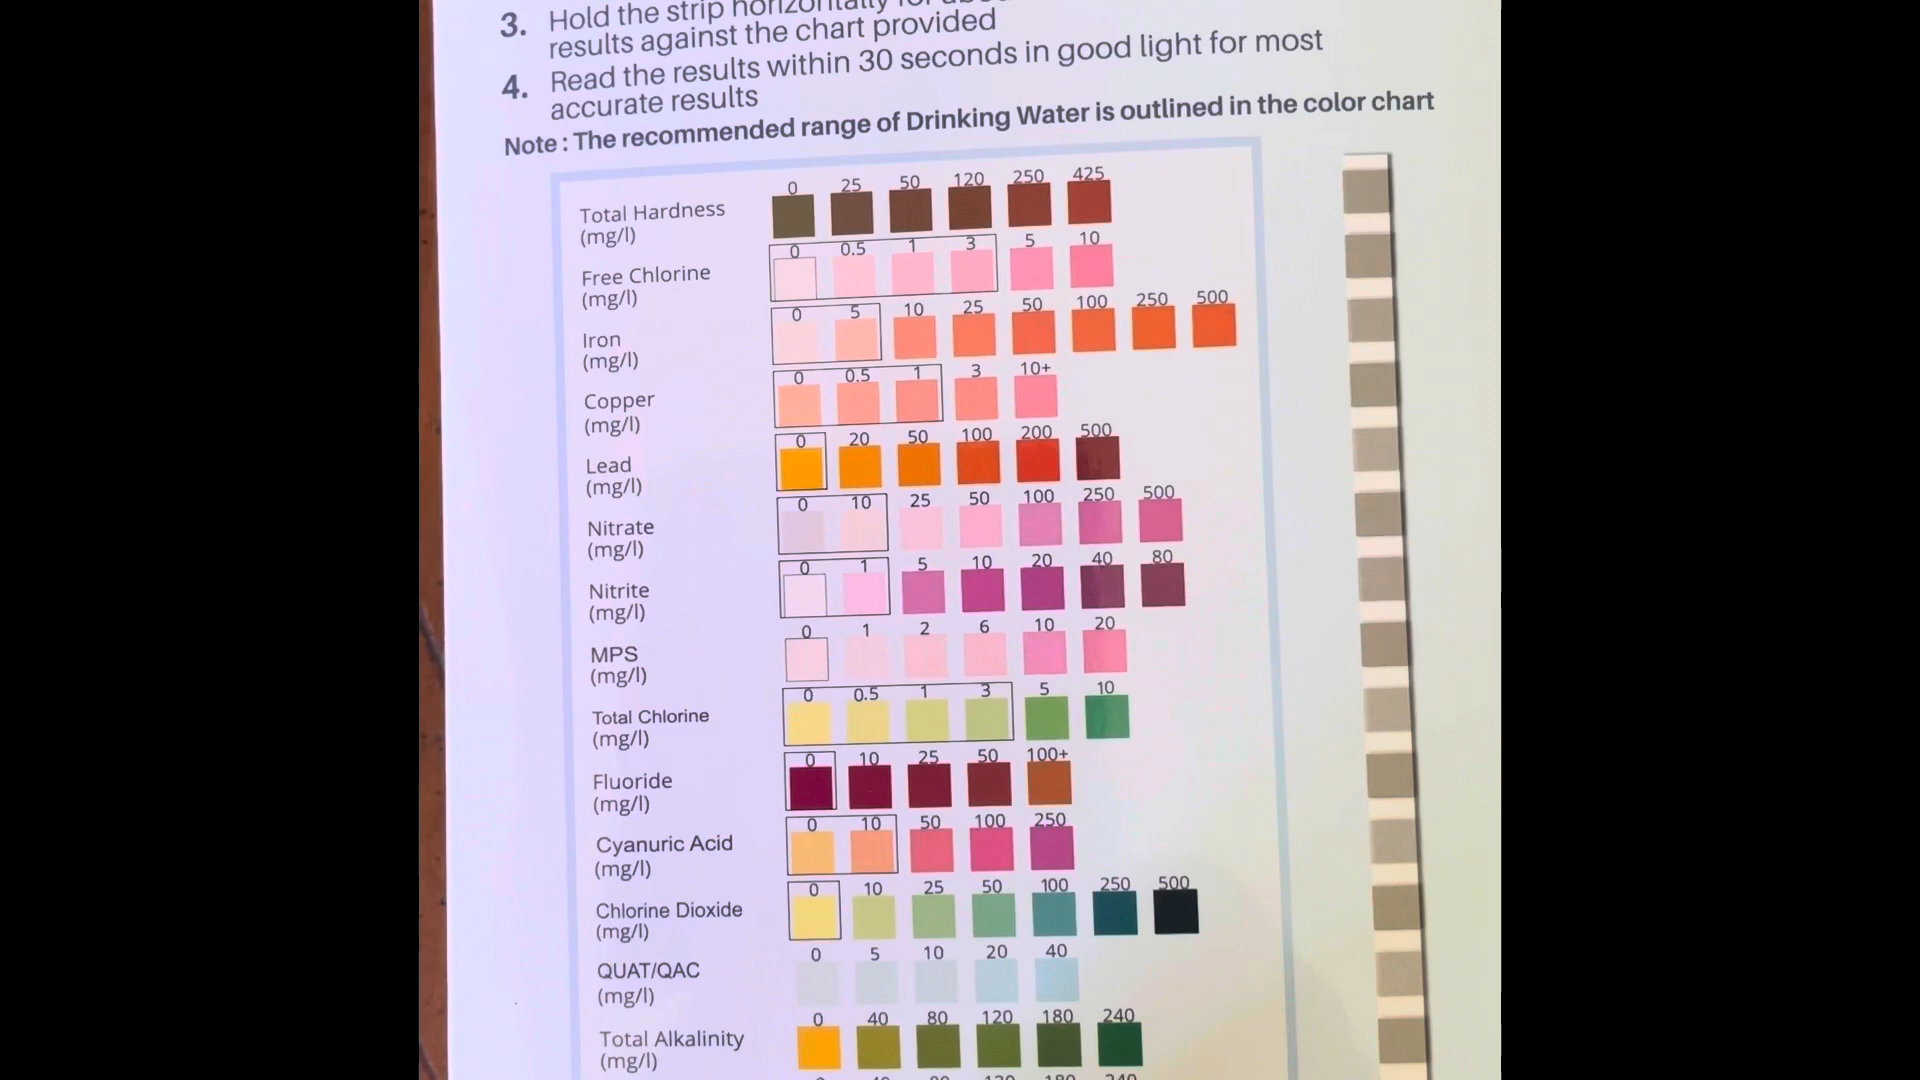 3. Hold the strip horizontally for
results against the chart provided
4. Read the results within 30 seconds in good light for most
accurate results
Note : The recommended range of Drinking Water is outlined in the color chart
0 25 50 120 250 425
Total Hardness
(mg/l)
0 0.5 1 3 5 10
Free Chlorine
(mg/l)
0 5 10 25 50 100 250 500
Iron
(mg/l)
0 0.5 1 3 10+
Copper
(mg/l)
0 20 50 100 200 500
Lead
(mg/l)
0 10 25 50 100 250 500
Nitrate
(mg/l)
0 1 5 10 20 40 80
Nitrite
(mg/l)
0 1 2 6 10 20
MPS
(mg/l)
0 0.5 1 3 5 10
Total Chlorine
(mg/l)
0 10 25 50 100+
Fluoride
(mg/l)
0 10 50 100 250
Cyanuric Acid
(mg/l)
0 10 25 50 100 250 500
Chlorine Dioxide
(mg/l)
0 5 10 20 40
QUAT/QAC
(mg/l)
0 40 80 120 180 240
Total Alkalinity
(mg/l)